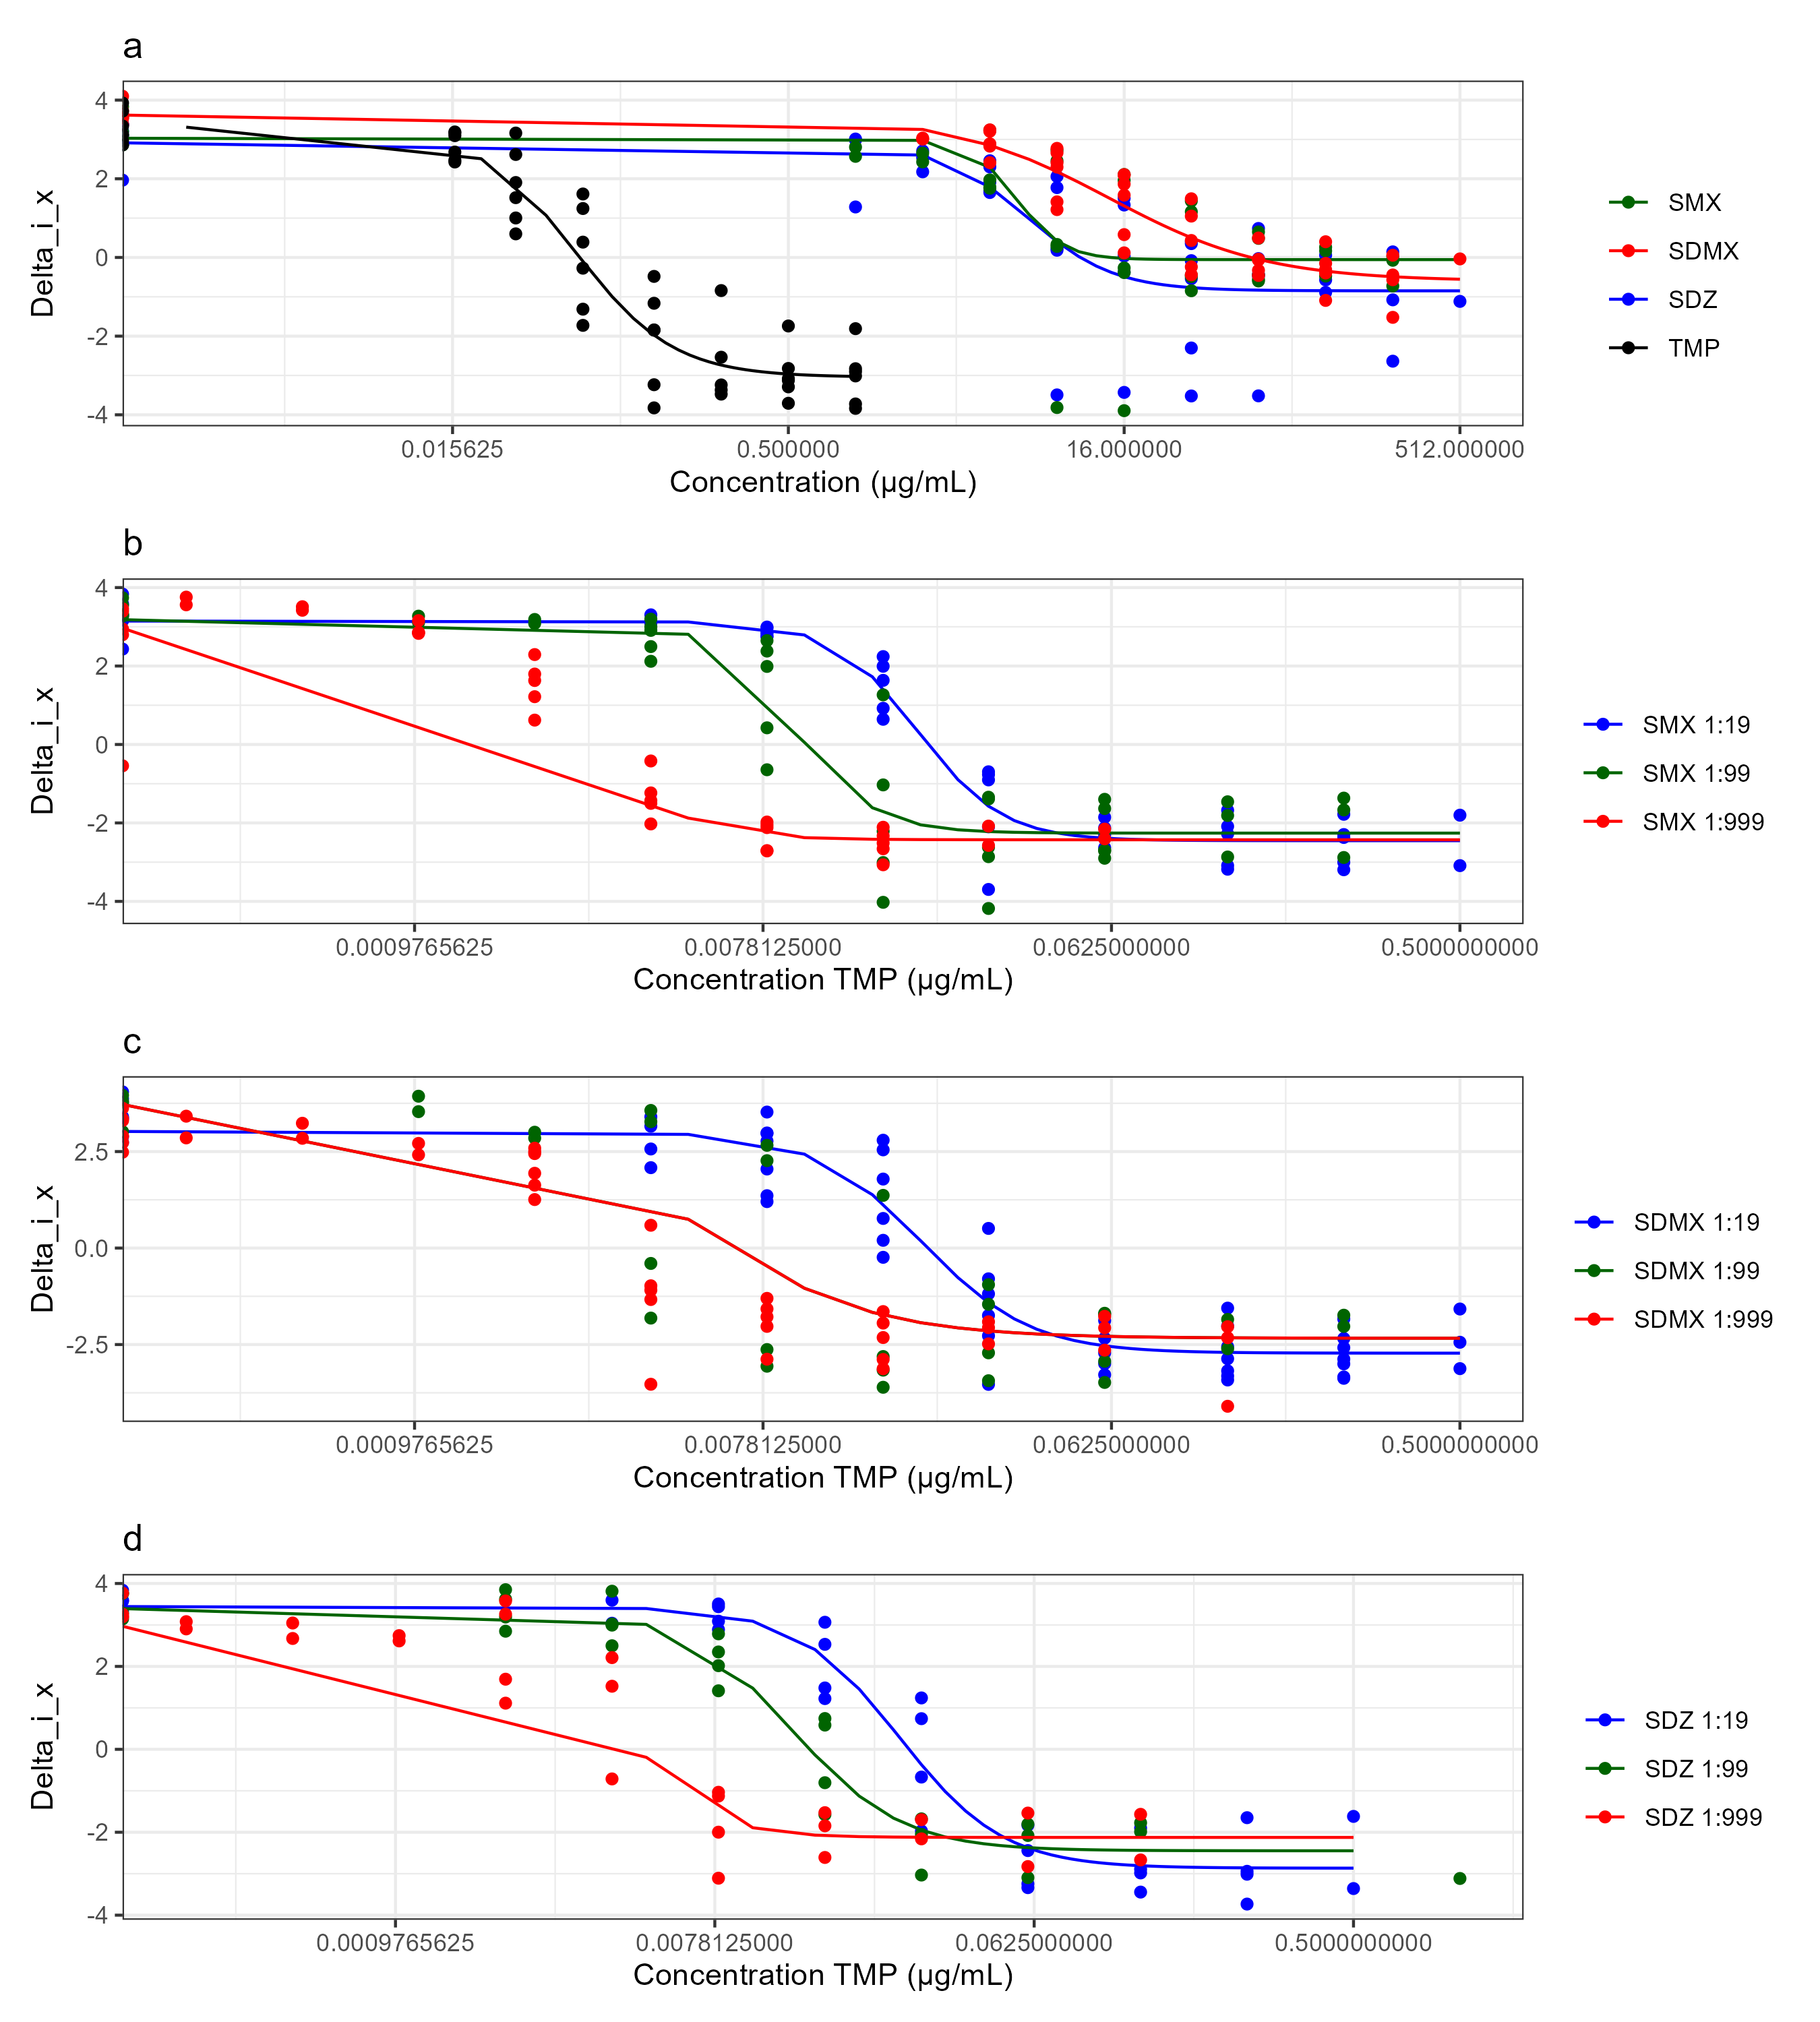 a
4
2
0
-2
-4
Delta_i_x
0.015625 0.500000 16.000000 512.000000
Concentration (µg/mL)
SMX
SDMX
SDZ
TMP
b
4
2
0
-2
-4
Delta_i_x
0.0009765625 0.0078125000 0.0625000000 0.5000000000
Concentration TMP (µg/mL)
SMX 1:19
SMX 1:99
SMX 1:999
c
2.5
0.0
-2.5
Delta_i_x
0.0009765625 0.0078125000 0.0625000000 0.5000000000
Concentration TMP (µg/mL)
SDMX 1:19
SDMX 1:99
SDMX 1:999
d
4
2
0
-2
-4
Delta_i_x
0.0009765625 0.0078125000 0.0625000000 0.5000000000
Concentration TMP (µg/mL)
SDZ 1:19
SDZ 1:99
SDZ 1:999